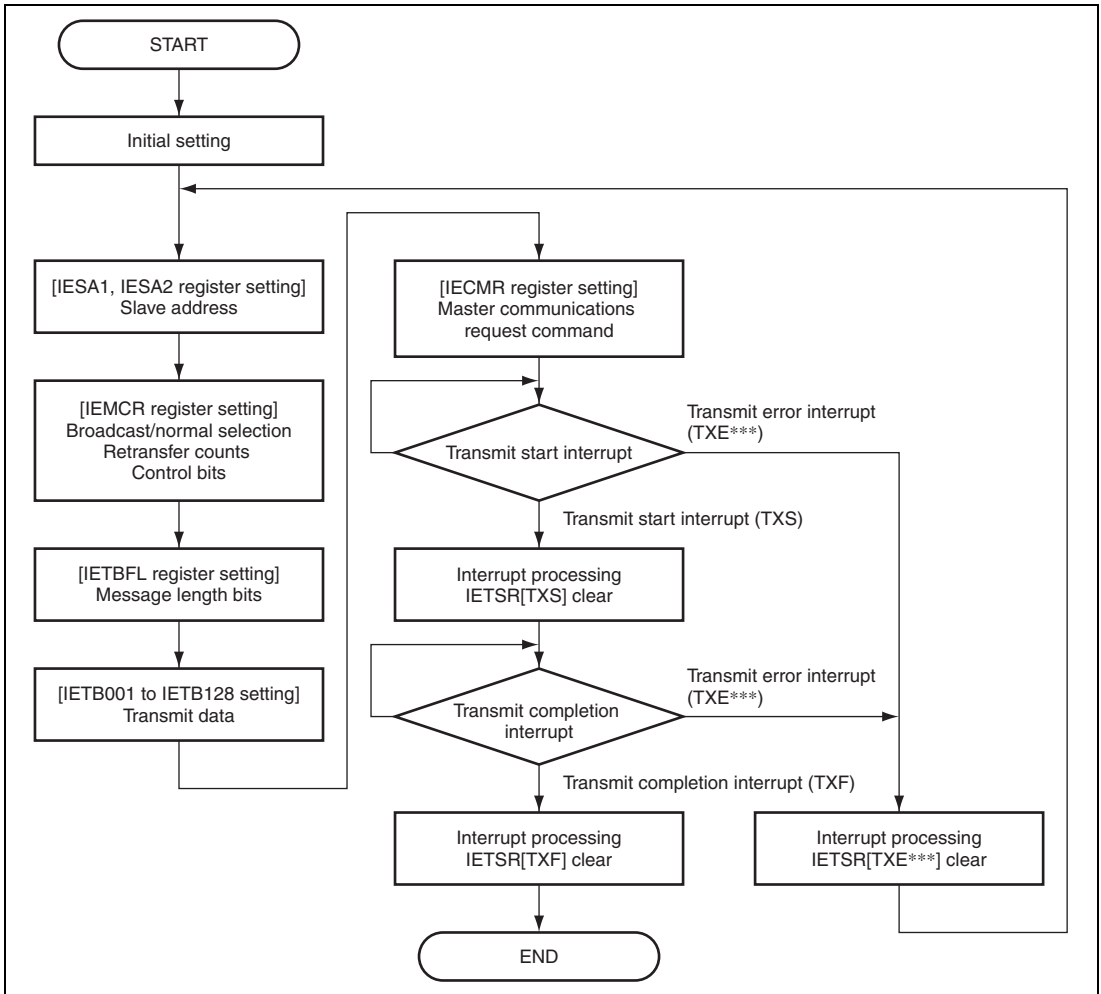 START
Initial setting
[IESA1, IESA2 register setting]
Slave address
[IEMCR register setting]
Broadcast/normal selection
Retransfer counts
Control bits
[IETBFL register setting]
Message length bits
[IETB001 to IETB128 setting]
Transmit data
[IECMR register setting]
Master communications
request command
Transmit start interrupt
Transmit error interrupt
(TXE***)
Transmit start interrupt (TXS)
Interrupt processing
IETSR[TXS] clear
Transmit completion
interrupt
Transmit error interrupt
(TXE***)
Transmit completion interrupt (TXF)
Interrupt processing
IETSR[TXF] clear
Interrupt processing
IETSR[TXE***] clear
END